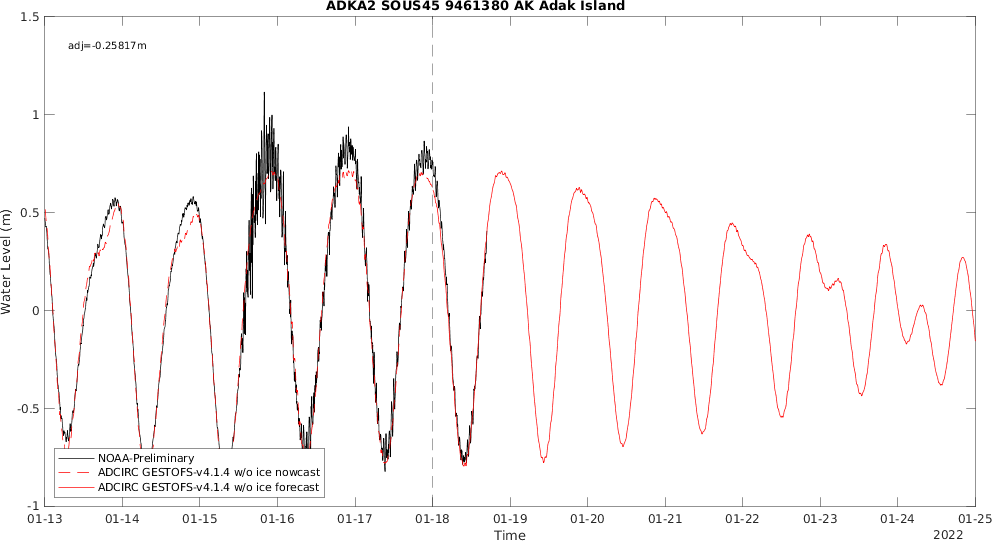 ADKA2 SOUS45 9461380 AK Adak Island
adj=-0.25817m
Water Level (m)
1.5
1
0.5
0
-0.5
-1
NOAA-Preliminary
ADCIRC GESTOFS-v4.1.4 w/o ice nowcast
ADCIRC GESTOFS-v4.1.4 w/o ice forecast
01-13 01-14 01-15 01-16 01-17 01-18 01-19 01-20 01-21 01-22 01-23 01-24 01-25
Time
2022